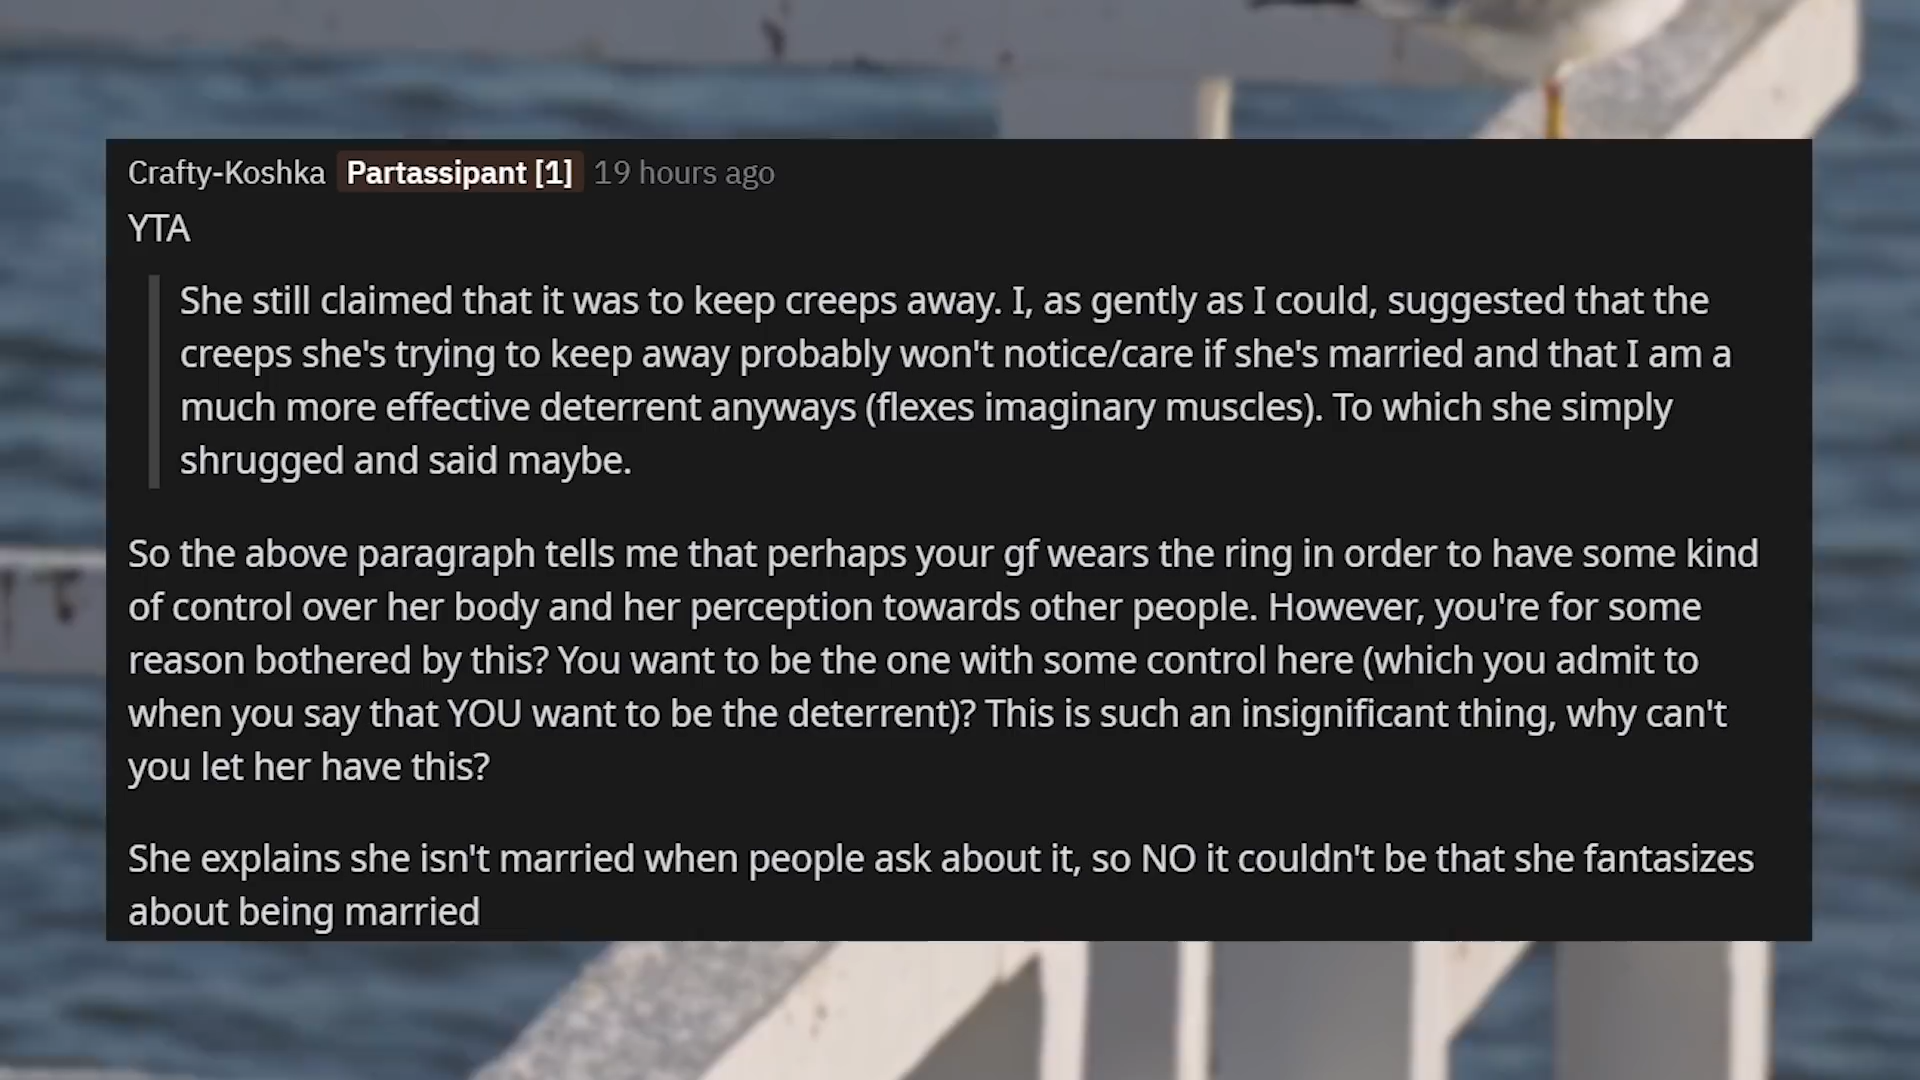 Crafty-Koshka Partassipant [1] 19 hours ago
YTA
She still claimed that it was to keep creeps away. I, as gently as I could, suggested that the
creeps she's trying to keep away probably won't notice/care if she's married and that I am a
much more effective deterrent anyways (flexes imaginary muscles). To which she simply
shrugged and said maybe.
So the above paragraph tells me that perhaps your gf wears the ring in order to have some kind
of control over her body and her perception towards other people. However, you're for some
reason bothered by this? You want to be the one with some control here (which you admit to
when you say that YOU want to be the deterrent)? This is such an insignificant thing, why can't
you let her have this?
She explains she isn't married when people ask about it, so NO it couldn't be that she fantasizes
about being married